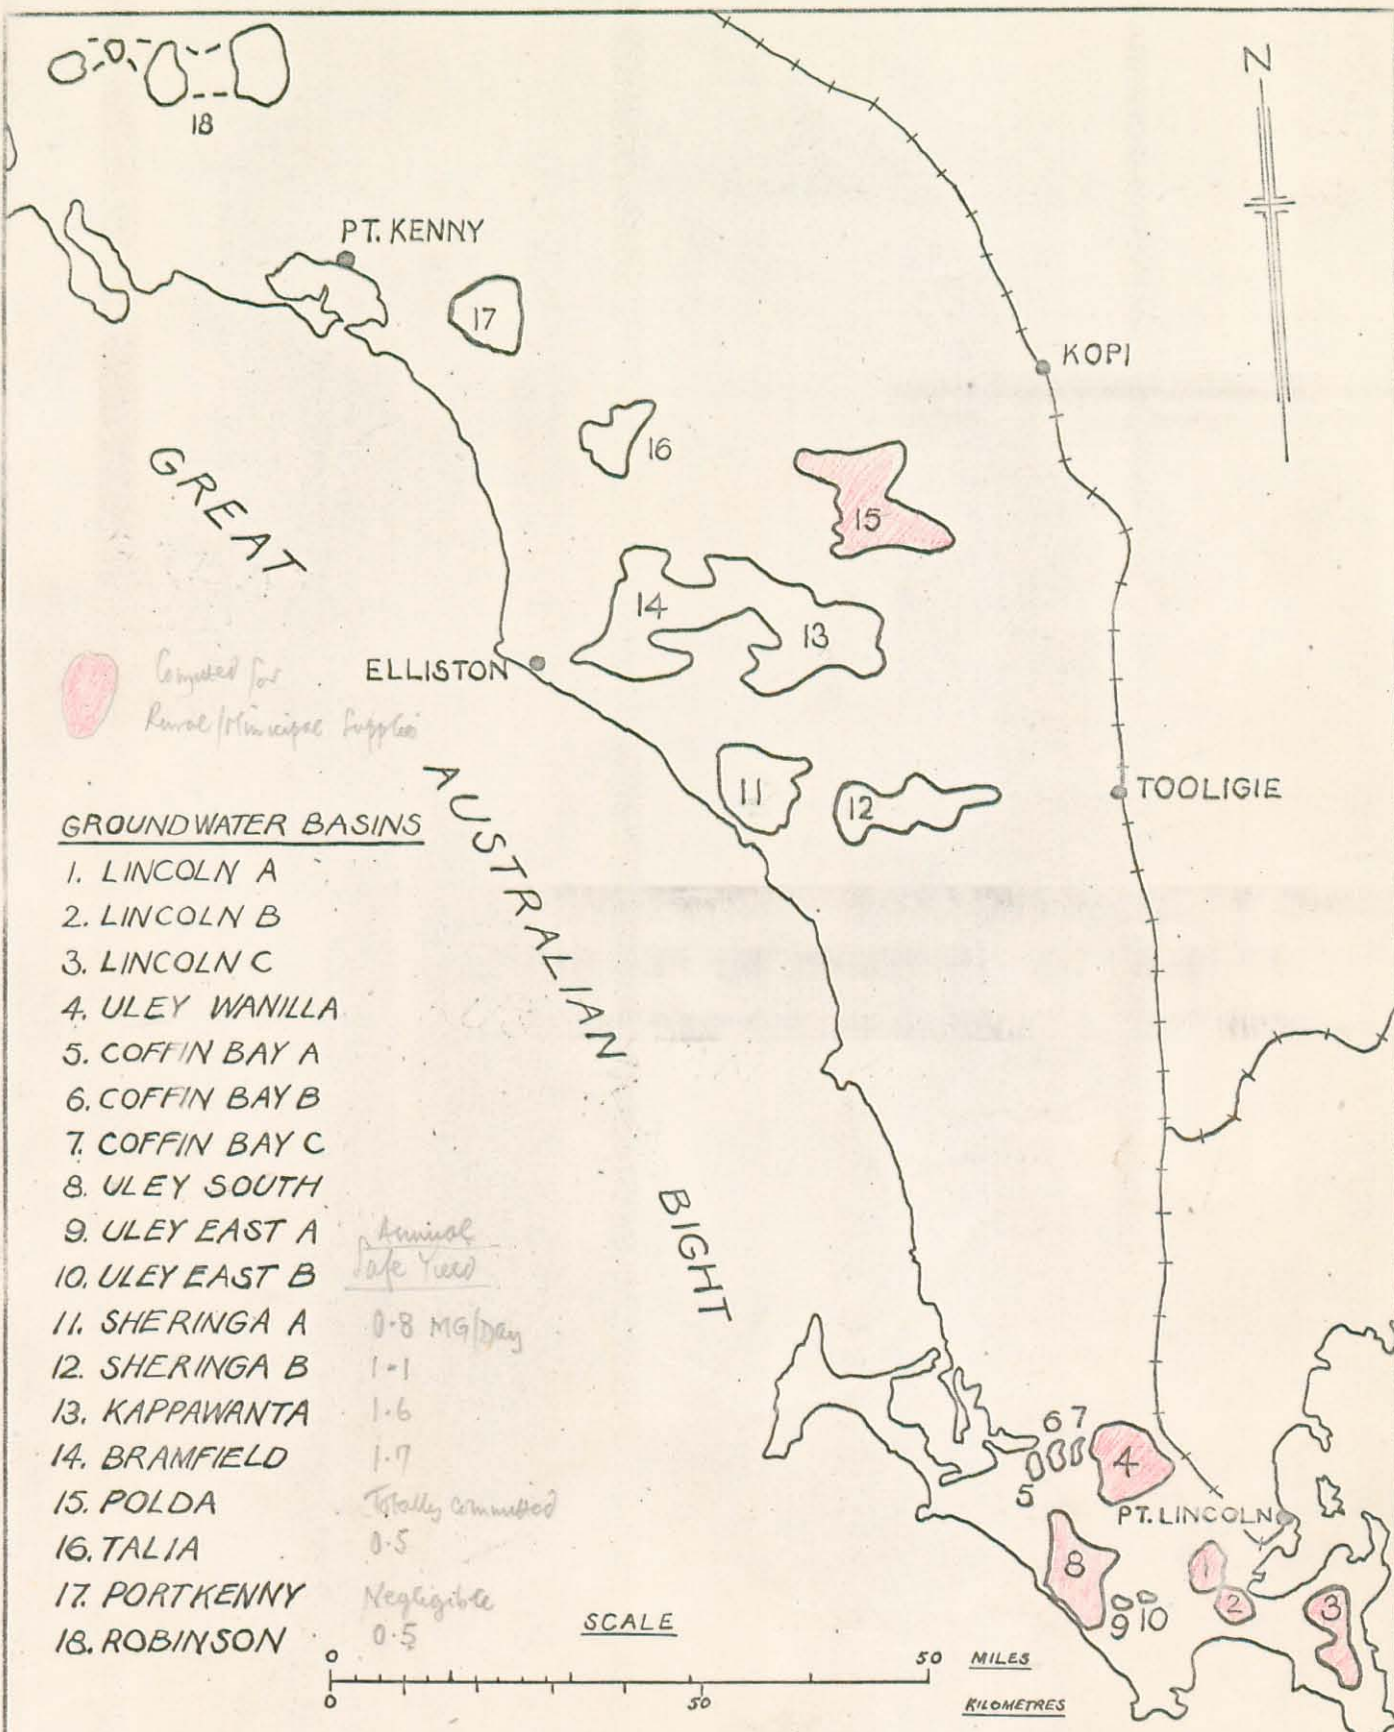 N
18
PT. KENNY
17
KOPI
16
15
GREAT
14
13
ELLISTON
Committed for
Rural/Municipal Supplies
11
12
TOOLIGIE
AUSTRALIAN
GROUNDWATER BASINS
1. LINCOLN A
2. LINCOLN B
3. LINCOLN C
4. ULEY WANILLA
5. COFFIN BAY A
6. COFFIN BAY B
7. COFFIN BAY C
8. ULEY SOUTH
9. ULEY EAST A
10. ULEY EAST B
Annual
Safe Yield
11. SHERINGA A 0.8 MG/Day
12. SHERINGA B 1.1
13. KAPPAWANTA 1.6
14. BRAMFIELD 1.7
15. POLDA Totally committed
16. TALIA 0.5
17. PORT KENNY Negligible
18. ROBINSON 0.5
BIGHT
6 7
4
5
PT. LINCOLN
8
1
9 10
2
3
SCALE
0 50 MILES
0 50 KILOMETRES